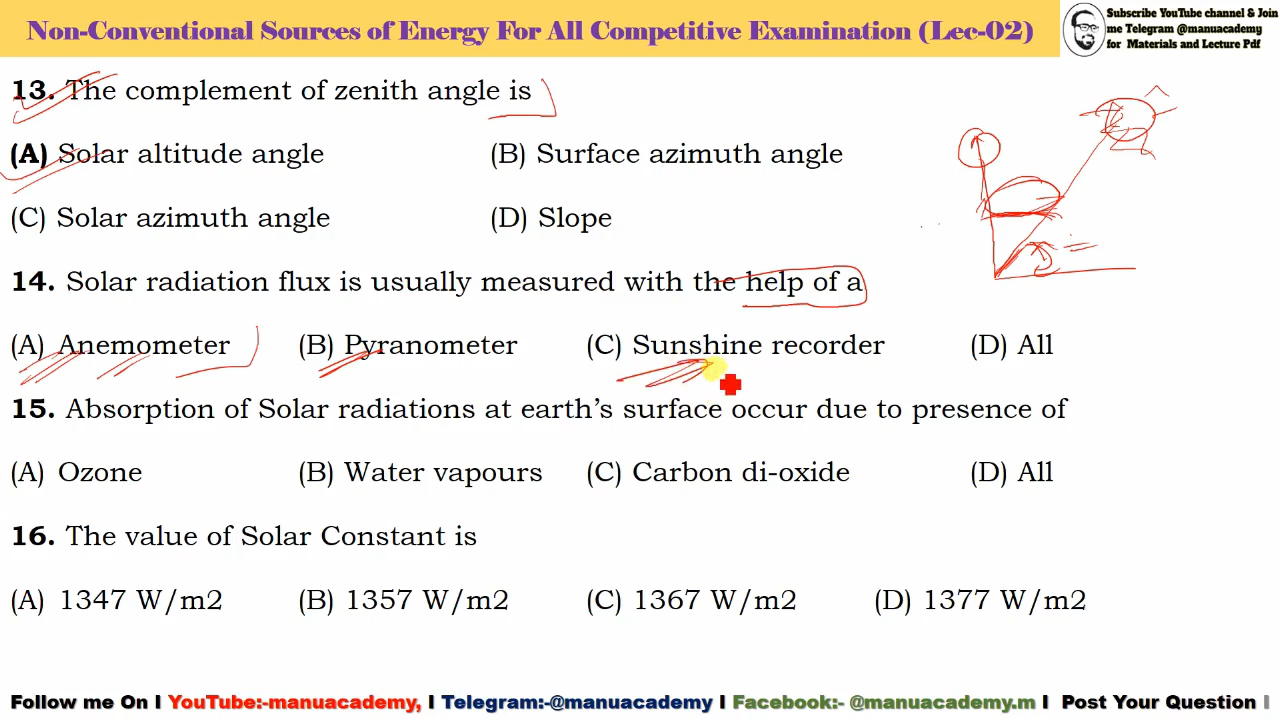 Non-Conventional Sources of Energy For All Competitive Examination (Lec-02)
Subscribe YouTube channel & Join
me Telegram @manuacademy
for Materials and Lecture Pdf
13. The complement of zenith angle is
(A) Solar altitude angle (B) Surface azimuth angle
(C) Solar azimuth angle (D) Slope
14. Solar radiation flux is usually measured with the help of a
(A) Anemometer (B) Pyranometer (C) Sunshine recorder (D) All
15. Absorption of Solar radiations at earth's surface occur due to presence of
(A) Ozone (B) Water vapours (C) Carbon di-oxide (D) All
16. The value of Solar Constant is
(A) 1347 W/m2 (B) 1357 W/m2 (C) 1367 W/m2 (D) 1377 W/m2
Follow me On I YouTube:-manuacademy, I Telegram:-@manuacademy I Facebook:- @manuacademy.m I Post Your Question I